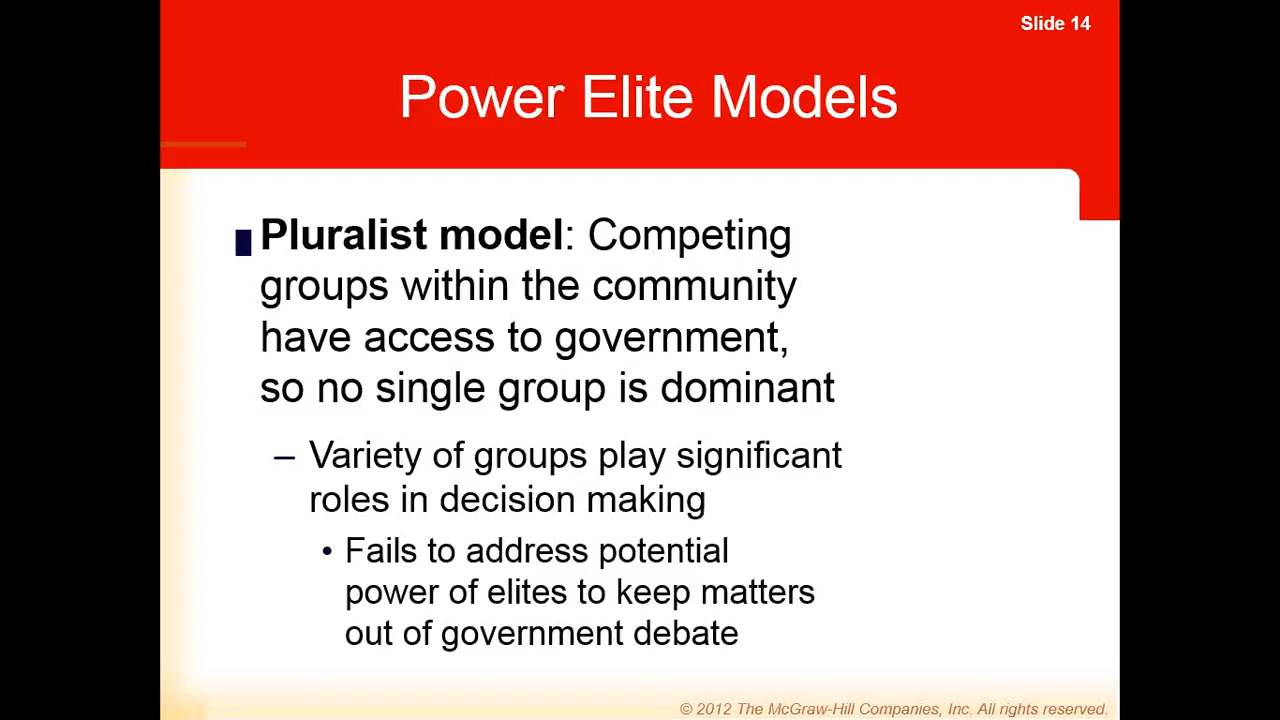 Slide 14
Power Elite Models
Pluralist model: Competing
groups within the community
have access to government,
so no single group is dominant
– Variety of groups play significant
roles in decision making
• Fails to address potential
power of elites to keep matters
out of government debate
© 2012 The McGraw-Hill Companies, Inc. All rights reserved.